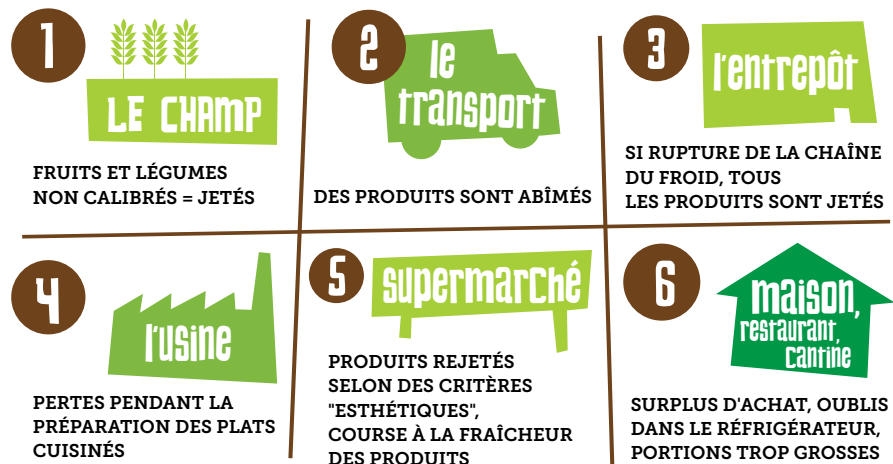 1
LE CHAMP
FRUITS ET LÉGUMES
NON CALIBRÉS = JETÉS
2
le
transport
DES PRODUITS SONT ABÎMÉS
3
l'entrepôt
SI RUPTURE DE LA CHAÎNE
DU FROID, TOUS
LES PRODUITS SONT JETÉS
4
l'usine
PERTES PENDANT LA
PRÉPARATION DES PLATS
CUISINÉS
5
supermarché
PRODUITS REJETÉS
SELON DES CRITÈRES
"ESTHÉTIQUES",
COURSE À LA FRAÎCHEUR
DES PRODUITS
6
maison,
restaurant,
cantine
SURPLUS D'ACHAT, OUBLIS
DANS LE RÉFRIGÉRATEUR,
PORTIONS TROP GROSSES